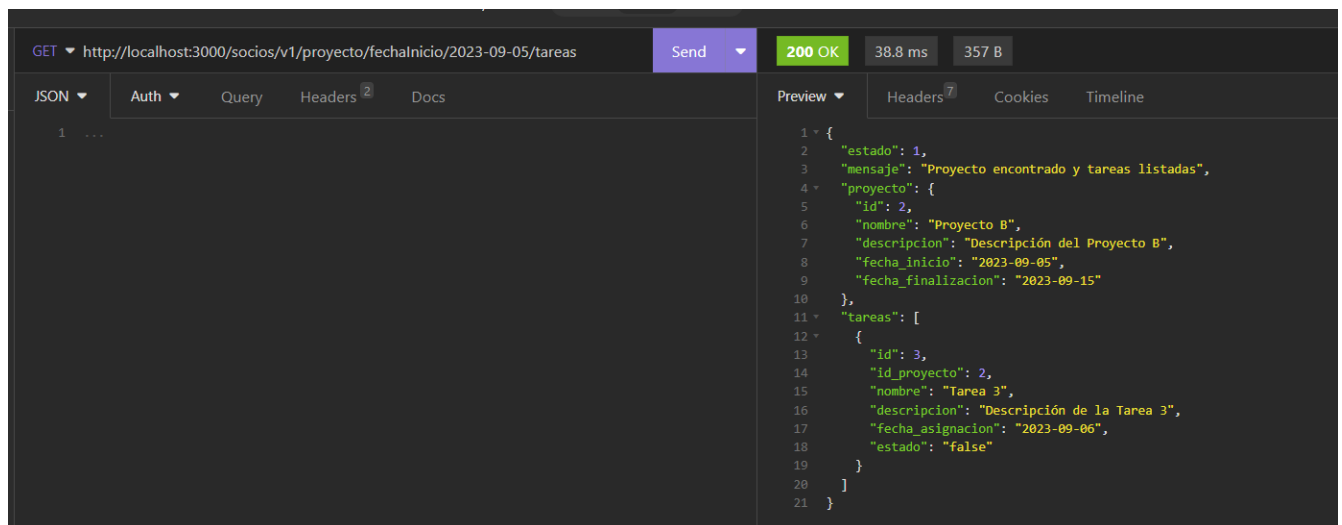 GET http://localhost:3000/socios/v1/proyecto/fechaInicio/2023-09-05/tareas Send
200 OK 38.8 ms 357 B
JSON Auth Query Headers 2 Docs
Preview Headers 7 Cookies Timeline
1 ...
1 {
2 "estado": 1,
3 "mensaje": "Proyecto encontrado y tareas listadas",
4 "proyecto": {
5 "id": 2,
6 "nombre": "Proyecto B",
7 "descripcion": "Descripción del Proyecto B",
8 "fecha_inicio": "2023-09-05",
9 "fecha_finalizacion": "2023-09-15"
10 },
11 "tareas": [
12 {
13 "id": 3,
14 "id_proyecto": 2,
15 "nombre": "Tarea 3",
16 "descripcion": "Descripción de la Tarea 3",
17 "fecha_asignacion": "2023-09-06",
18 "estado": "false"
19 }
20 ]
21 }